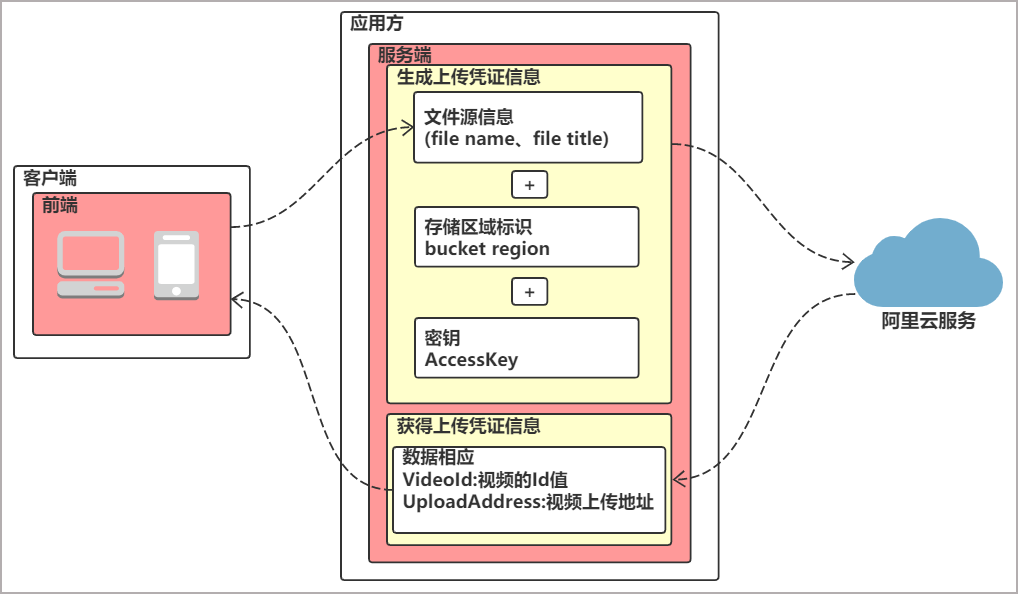 应用方
服务端
生成上传凭证信息
文件源信息
(file name、file title)
+
存储区域标识
bucket region
+
密钥
AccessKey
客户端
前端
阿里云服务
获得上传凭证信息
数据相应
VideoId:视频的Id值
UploadAddress:视频上传地址